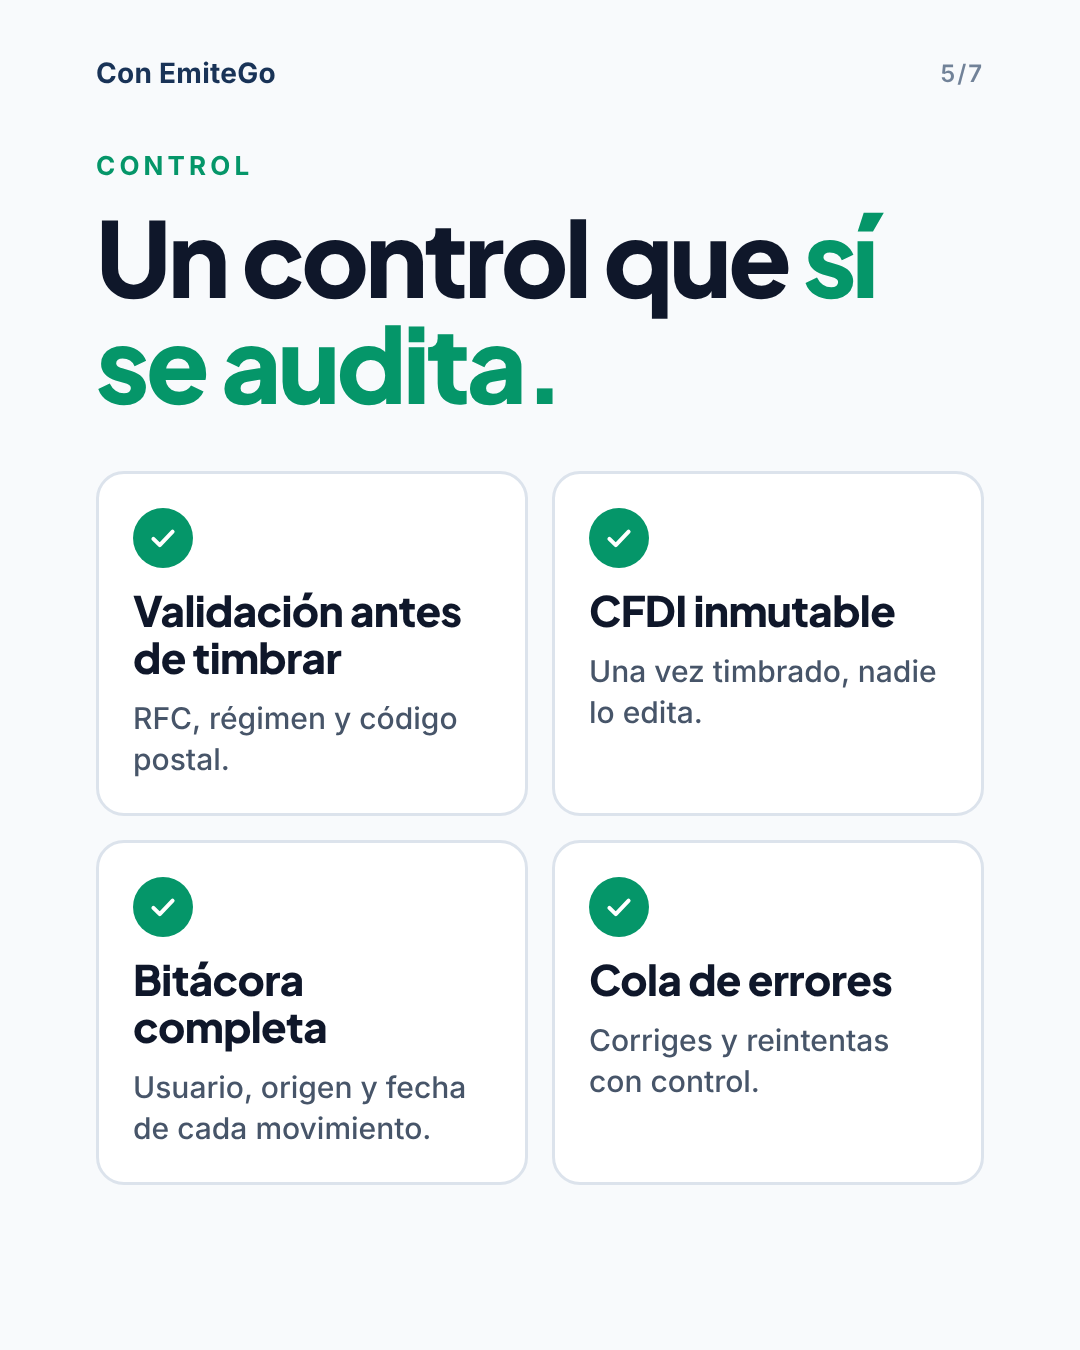 Con EmiteGo
5/7
CONTROL
Un control que sí
se audita.
Validación antes
de timbrar
RFC, régimen y código
postal.
CFDI inmutable
Una vez timbrado, nadie
lo edita.
Bitácora
completa
Usuario, origen y fecha
de cada movimiento.
Cola de errores
Corriges y reintentas
con control.